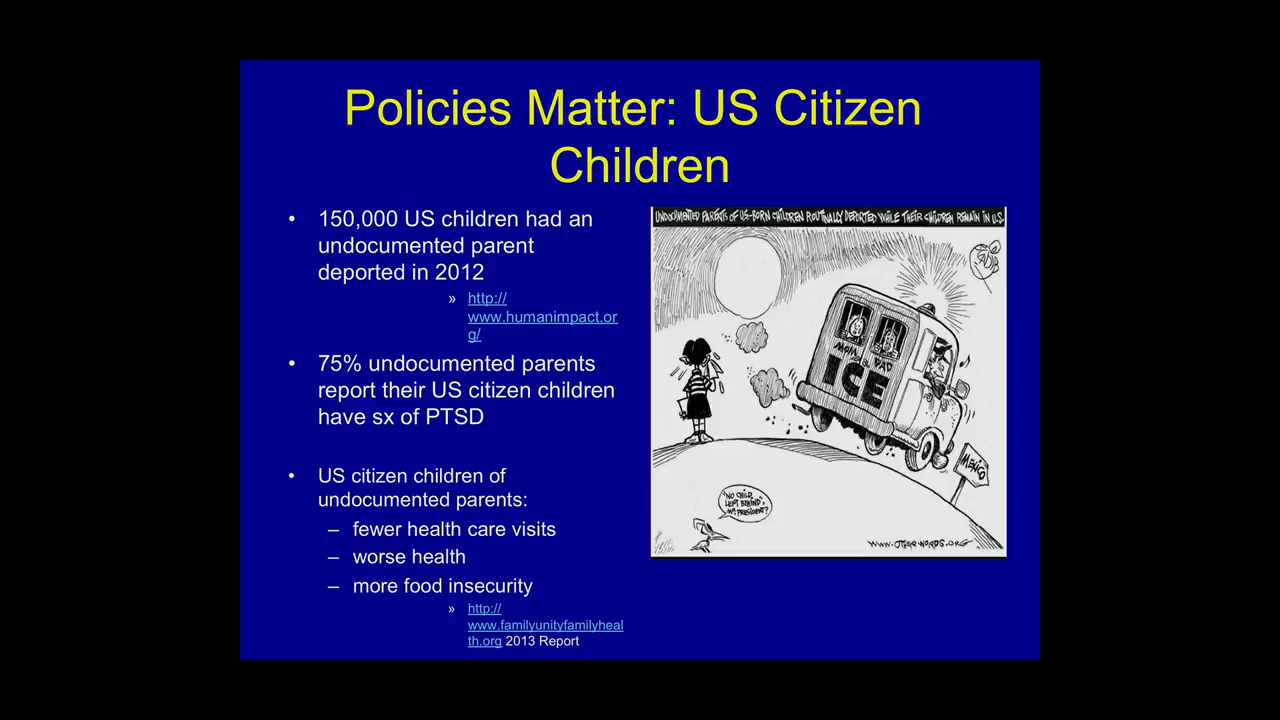 Policies Matter: US Citizen
Children
• 150,000 US children had an
undocumented parent
deported in 2012
» http://
www.humanimpact.or
g/
• 75% undocumented parents
report their US citizen children
have sx of PTSD
• US citizen children of
undocumented parents:
– fewer health care visits
– worse health
– more food insecurity
» http://
www.familyunityfamilyheal
th.org 2013 Report
UNDOCUMENTED PARENTS OF US-BORN CHILDREN ROUTINALLY DEPORTED WHILE THEIR CHILDREN REMAIN IN U.S.
MOM & DAD
ICE
MEXICO
"NO CHILD
LEFT BEHIND",
MR. PRESIDENT?
WWW.OTHERWORDS.ORG